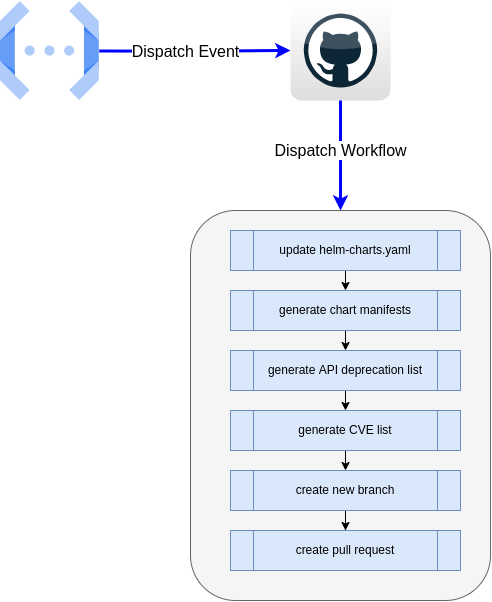 Dispatch Event
Dispatch Workflow
update helm-charts.yaml
generate chart manifests
generate API deprecation list
generate CVE list
create new branch
create pull request